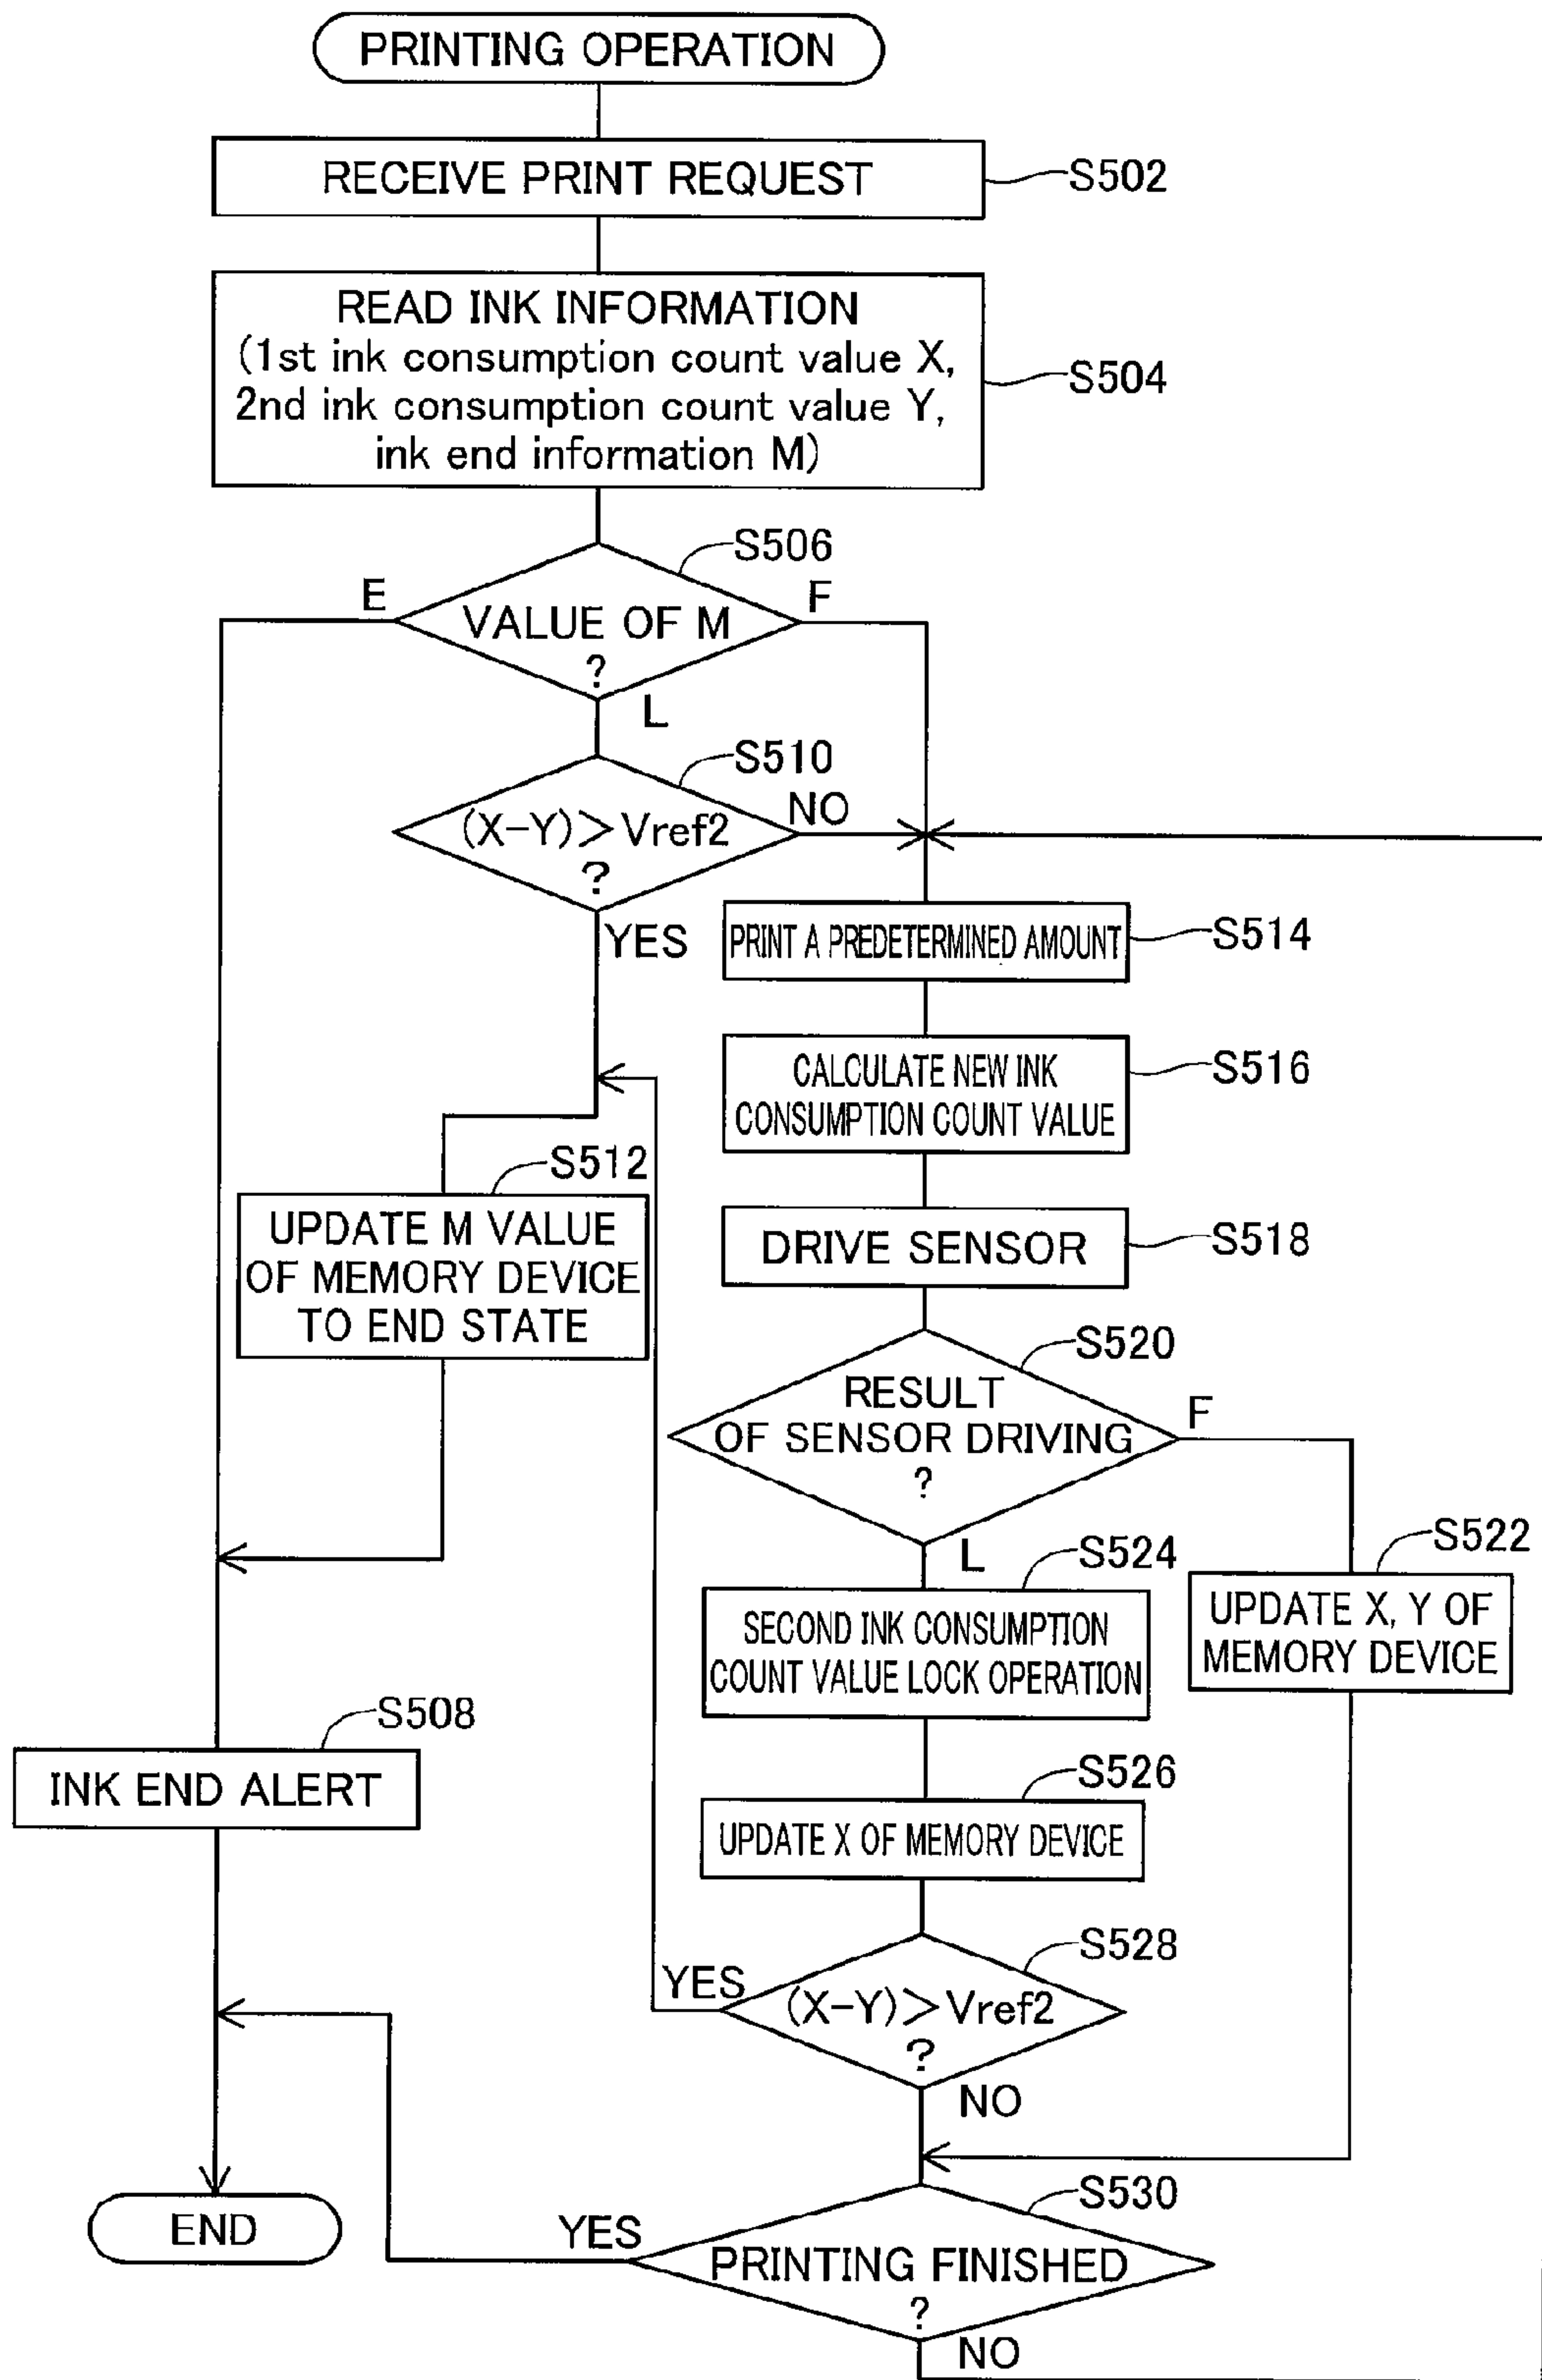 PRINTING OPERATION
RECEIVE PRINT REQUEST
S502
READ INK INFORMATION
(1st ink consumption count value X,
2nd ink consumption count value Y,
ink end information M)
S504
S506
E
F
VALUE OF M
?
L
S510
NO
(X-Y)>Vref2
?
YES
PRINT A PREDETERMINED AMOUNT
S514
CALCULATE NEW INK
CONSUMPTION COUNT VALUE
S516
S512
UPDATE M VALUE
OF MEMORY DEVICE
TO END STATE
DRIVE SENSOR
S518
S520
RESULT
OF SENSOR DRIVING
?
F
L
S524
S522
SECOND INK CONSUMPTION
COUNT VALUE LOCK OPERATION
UPDATE X, Y OF
MEMORY DEVICE
S508
INK END ALERT
S526
UPDATE X OF MEMORY DEVICE
S528
YES
(X-Y)>Vref2
?
NO
S530
END
YES
PRINTING FINISHED
?
NO